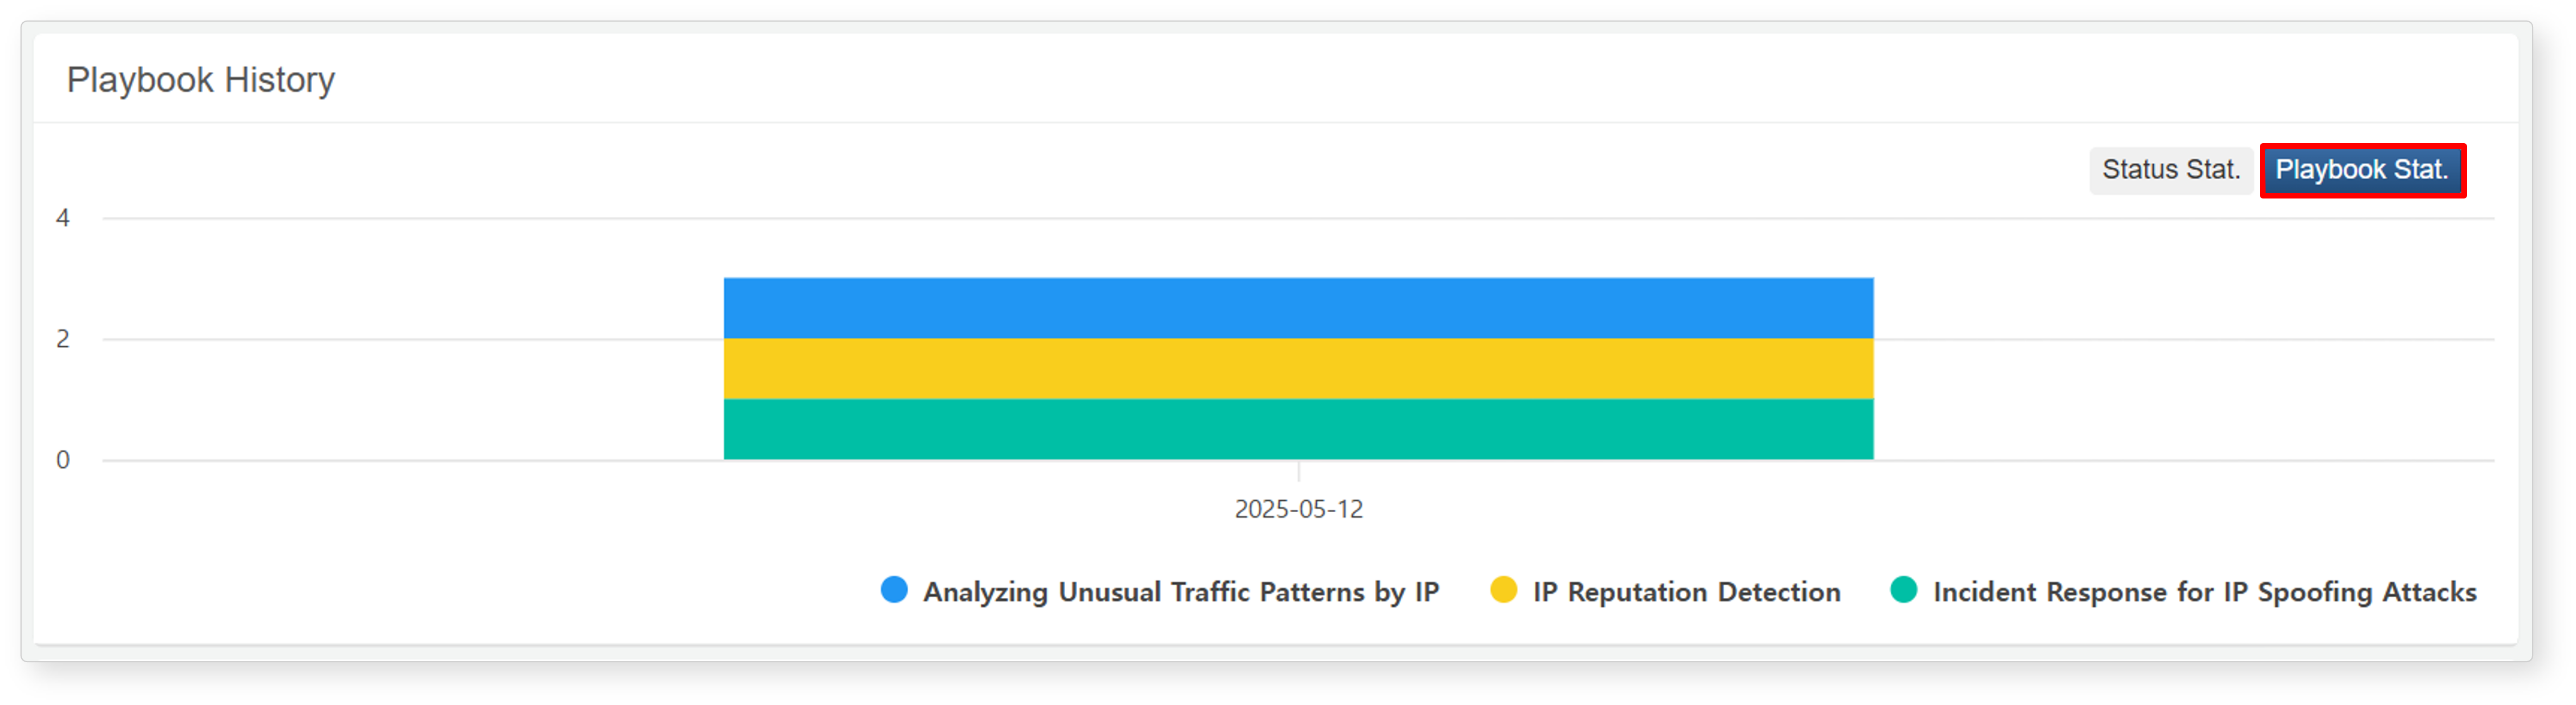 Playbook History
Status Stat. Playbook Stat.
4
2
0
2025-05-12
Analyzing Unusual Traffic Patterns by IP IP Reputation Detection Incident Response for IP Spoofing Attacks